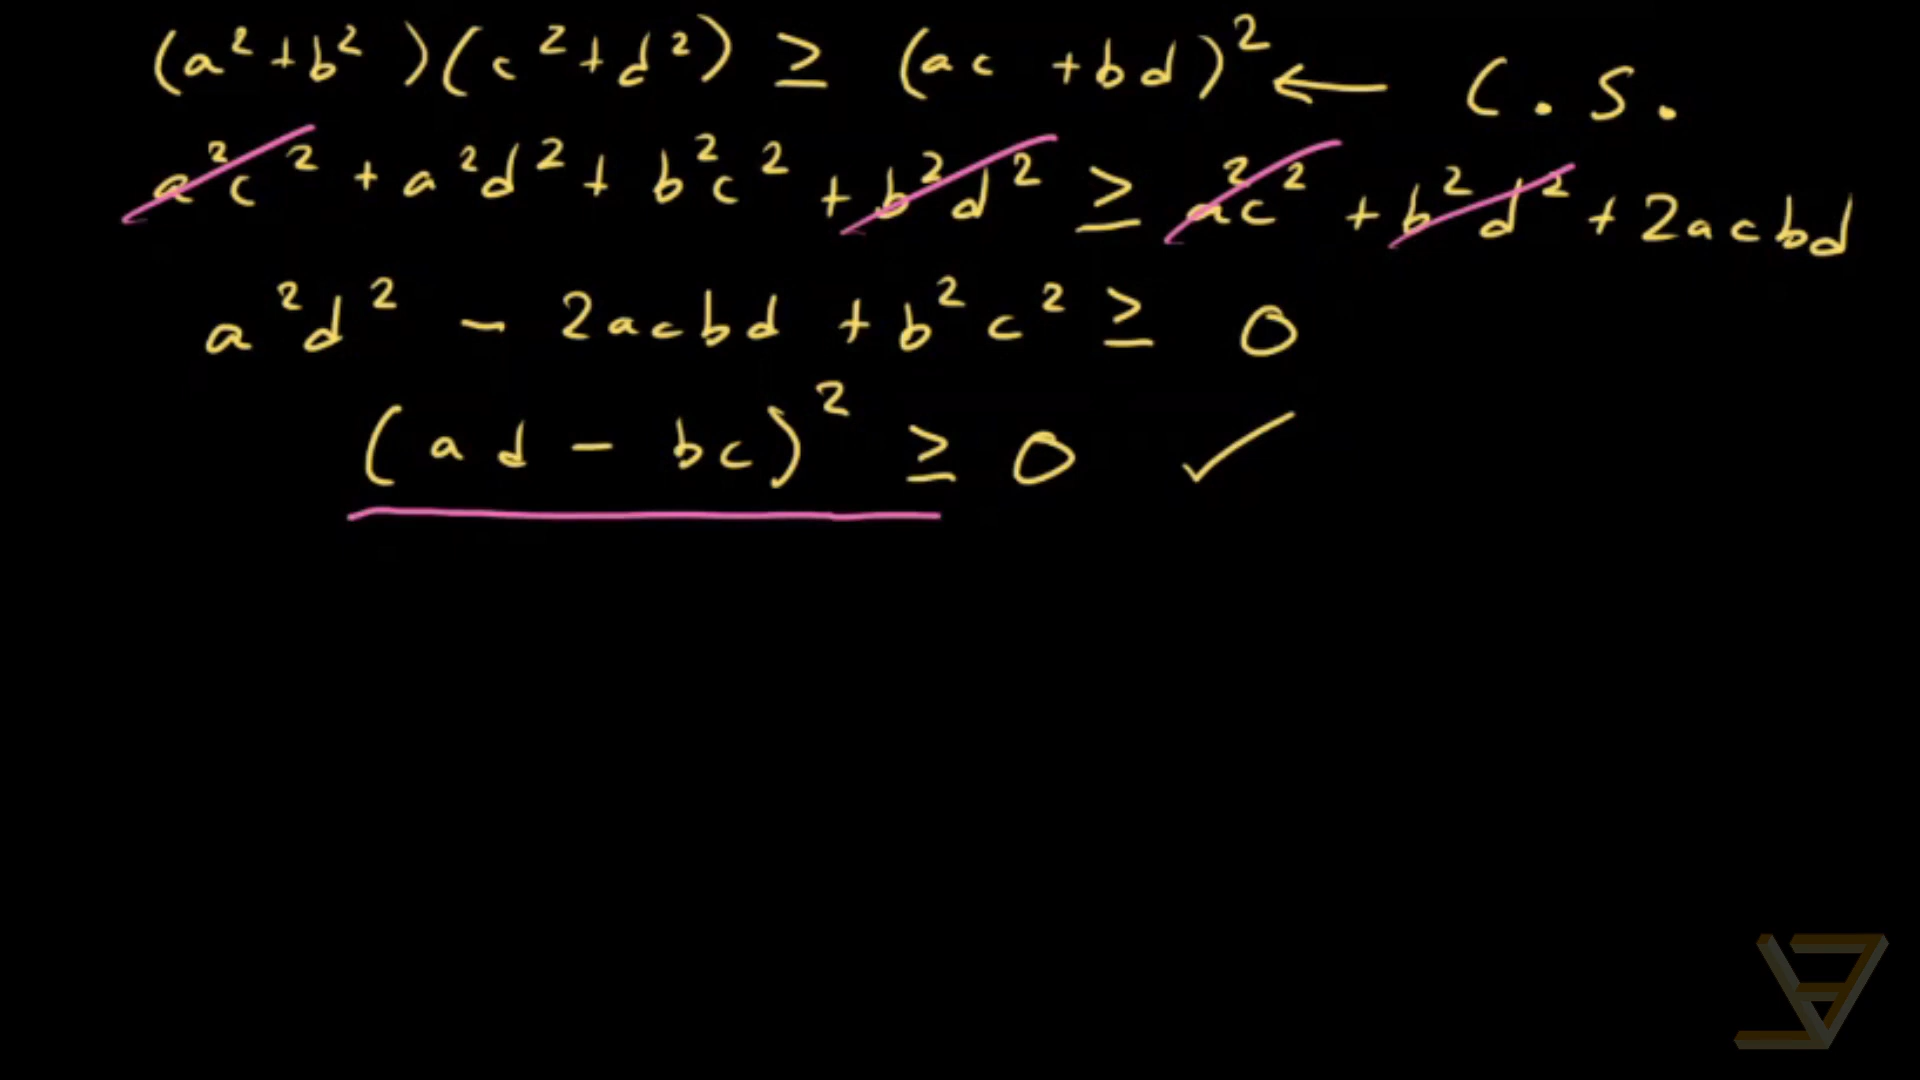 (a²+b²)(c²+d²) ≥ (ac +bd)² ← C.S.
a²c² + a²d² + b²c² + b²d² ≥ a²c² + b²d² + 2acbd
a²d² - 2acbd + b²c² ≥ 0
(ad - bc)² ≥ 0 ✓